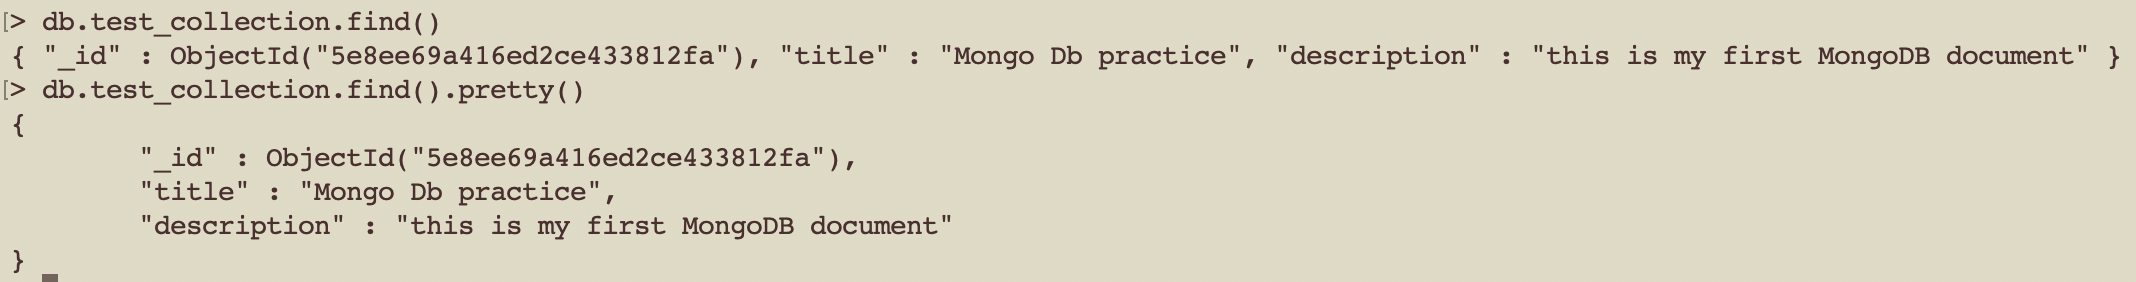 [> db.test_collection.find()
{ "_id" : ObjectId("5e8ee69a416ed2ce433812fa"), "title" : "Mongo Db practice", "description" : "this is my first MongoDB document" }
[> db.test_collection.find().pretty()
{
"_id" : ObjectId("5e8ee69a416ed2ce433812fa"),
"title" : "Mongo Db practice",
"description" : "this is my first MongoDB document"
}